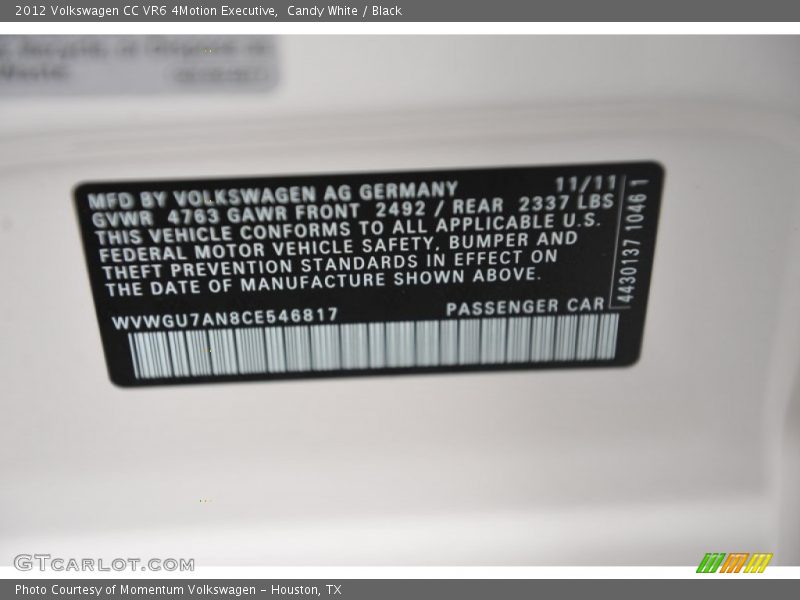 2012 Volkswagen CC VR6 4Motion Executive,  Candy White / Black
MFD BY VOLKSWAGEN AG GERMANY 11/11
GVWR 4763 GAWR FRONT 2492 / REAR 2337 LBS
THIS VEHICLE CONFORMS TO ALL APPLICABLE U.S.
FEDERAL MOTOR VEHICLE SAFETY, BUMPER AND
THEFT PREVENTION STANDARDS IN EFFECT ON
THE DATE OF MANUFACTURE SHOWN ABOVE.
4430137 1046 1
WVWGU7AN8CE546817 PASSENGER CAR
GTCARLOT.COM
Photo Courtesy of Momentum Volkswagen - Houston, TX